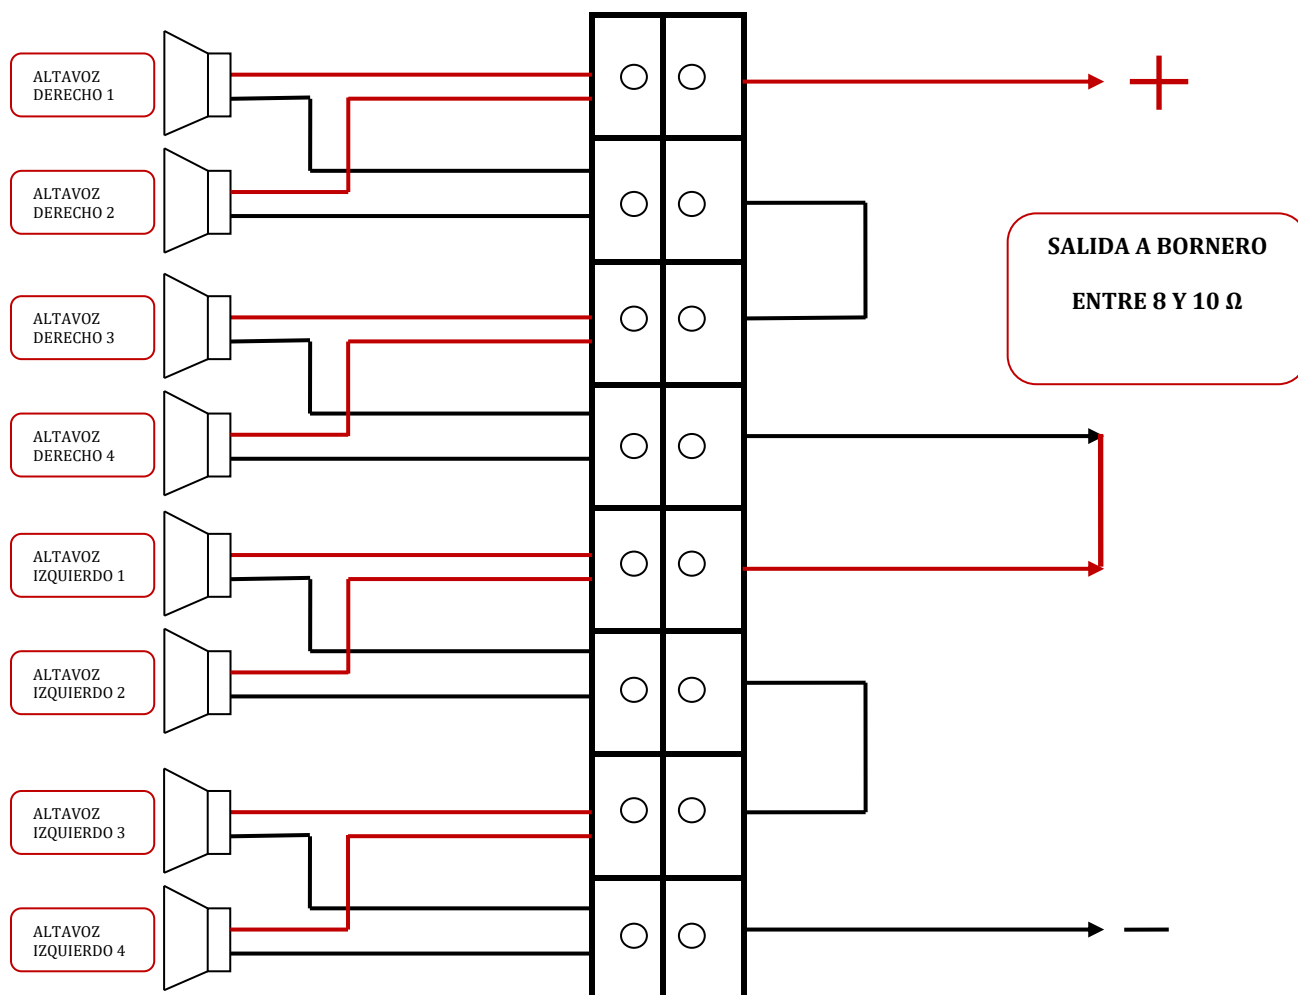 ALTAVOZ
DERECHO 1
ALTAVOZ
DERECHO 2
ALTAVOZ
DERECHO 3
ALTAVOZ
DERECHO 4
ALTAVOZ
IZQUIERDO 1
ALTAVOZ
IZQUIERDO 2
ALTAVOZ
IZQUIERDO 3
ALTAVOZ
IZQUIERDO 4
+
SALIDA A BORNERO
ENTRE 8 Y 10 Ω
–